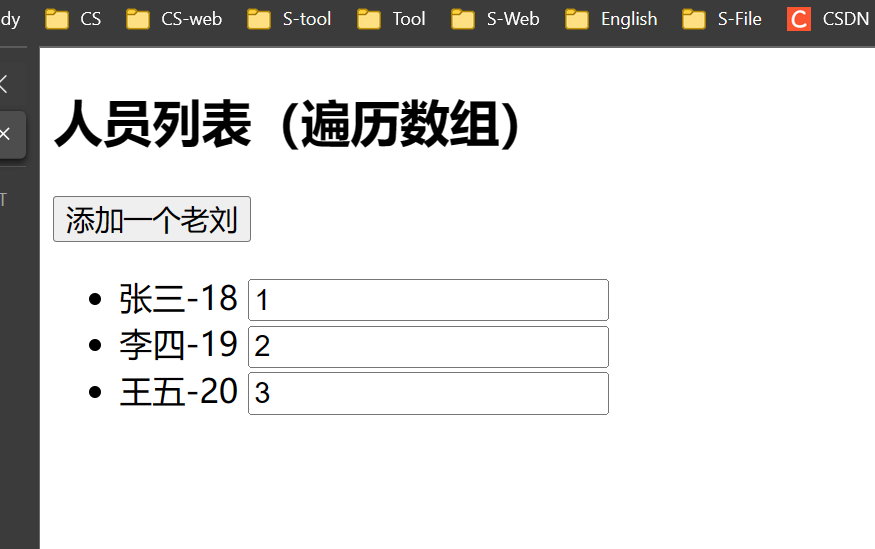 dy CS CS-web S-tool Tool S-Web English S-File C CSDN
人员列表（遍历数组）
T
添加一个老刘
张三-18 1
李四-19 2
王五-20 3